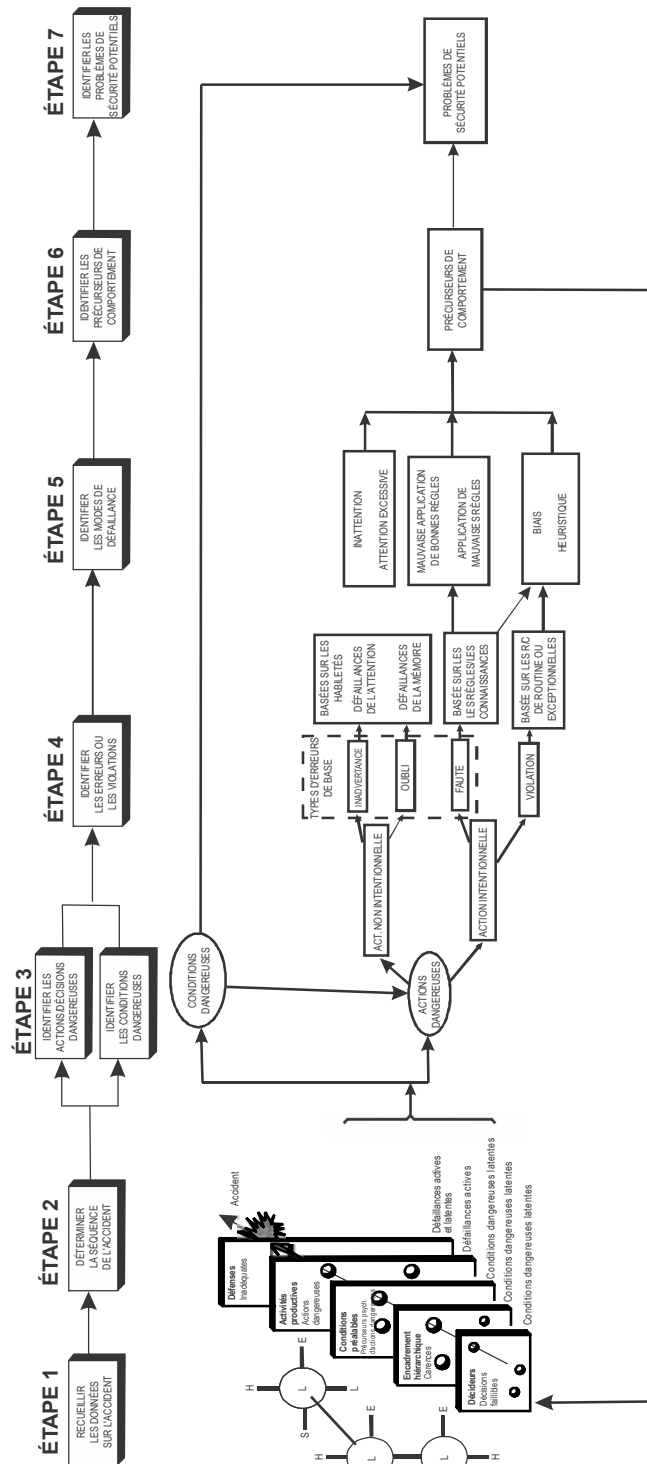 ÉTAPE 1
RECUEILLIR
LES DONNÉES
SUR L'ACCIDENT
ÉTAPE 2
DÉTERMINER
LA SÉQUENCE
DE L'ACCIDENT
ÉTAPE 3
IDENTIFIER LES
ACTIONS/DÉCISIONS
DANGEREUSES
IDENTIFIER
LES CONDITIONS
DANGEREUSES
ÉTAPE 4
IDENTIFIER
LES ERREURS OU
LES VIOLATIONS
ÉTAPE 5
IDENTIFIER
LES MODES DE
DÉFAILLANCE
ÉTAPE 6
IDENTIFIER LES
PRÉCURSEURS DE
COMPORTEMENT
ÉTAPE 7
IDENTIFIER LES
PROBLÈMES DE
SÉCURITÉ POTENTIELS
H
S
L
E
L
H
L
E
L
E
H
Défenses
Inadéquates
Activités
productives
Actions
dangereuses
Conditions
préalables
Précurseurs psych.
d'actions dangereuses
Encadrement
hiérarchique
Carences
Décideurs
Décisions
faillibles
Accident
Défaillances actives
et latentes
Défaillances actives
Conditions dangereuses latentes
Conditions dangereuses latentes
Conditions dangereuses latentes
CONDITIONS
DANGEREUSES
ACTIONS
DANGEREUSES
ACT. NON INTENTIONNELLE
ACTION INTENTIONNELLE
TYPES D'ERREURS
DE BASE
INADVERTANCE
OUBLI
FAUTE
VIOLATION
BASÉES SUR LES
HABILETÉS
DÉFAILLANCES
DE L'ATTENTION
DÉFAILLANCES
DE LA MÉMOIRE
BASÉE SUR LES
LES RÈGLES/LES
CONNAISSANCES
BASÉE SUR LES R/C
DE ROUTINE OU
EXCEPTIONNELLES
INATTENTION
ATTENTION EXCESSIVE
MAUVAISE APPLICATION
DE BONNES RÈGLES
APPLICATION DE
MAUVAISES RÈGLES
BIAIS
HEURISTIQUE
PRÉCURSEURS DE
COMPORTEMENT
PROBLÈMES DE
SÉCURITÉ POTENTIELS